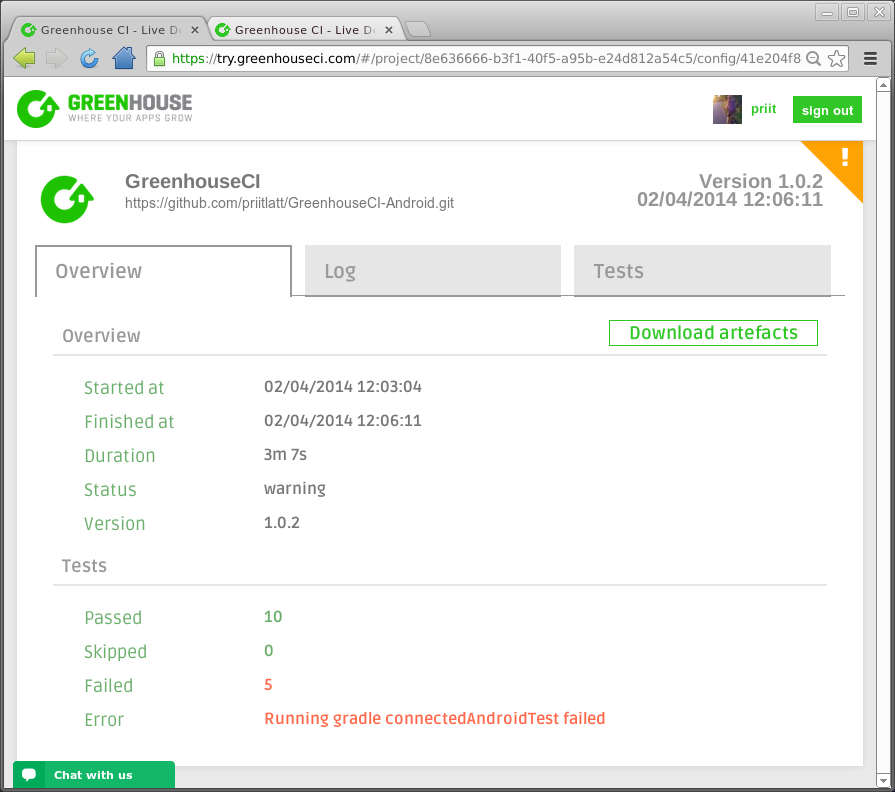 Greenhouse CI - Live D
Greenhouse CI - Live D
https://try.greenhouseci.com/#/project/8e636666-b3f1-40f5-a95b-e24d812a54c5/config/41e204f8
GREENHOUSE
WHERE YOUR APPS GROW
priit
sign out
!
GreenhouseCI
https://github.com/priitlatt/GreenhouseCI-Android.git
Version 1.0.2
02/04/2014 12:06:11
Overview
Log
Tests
Overview
Download artefacts
Started at 02/04/2014 12:03:04
Finished at 02/04/2014 12:06:11
Duration 3m 7s
Status warning
Version 1.0.2
Tests
Passed 10
Skipped 0
Failed 5
Error Running gradle connectedAndroidTest failed
Chat with us